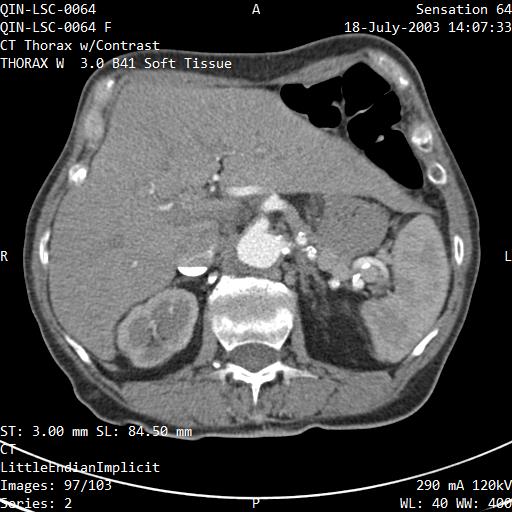 QIN-LSC-0064
A
Sensation 64
QIN-LSC-0064 F
18-July-2003 14:07:33
CT Thorax w/Contrast
THORAX W  3.0 B41 Soft Tissue
R
L
ST: 3.00 mm SL: 84.50 mm
CT
LittleEndianImplicit
Images: 97/103
290 mA 120kV
Series: 2
P
WL: 40 WW: 400